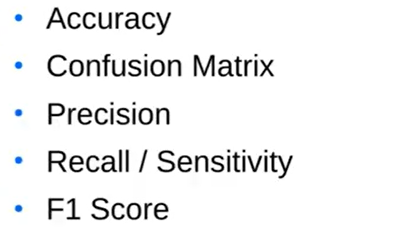 • Accuracy
• Confusion Matrix
• Precision
• Recall / Sensitivity
• F1 Score